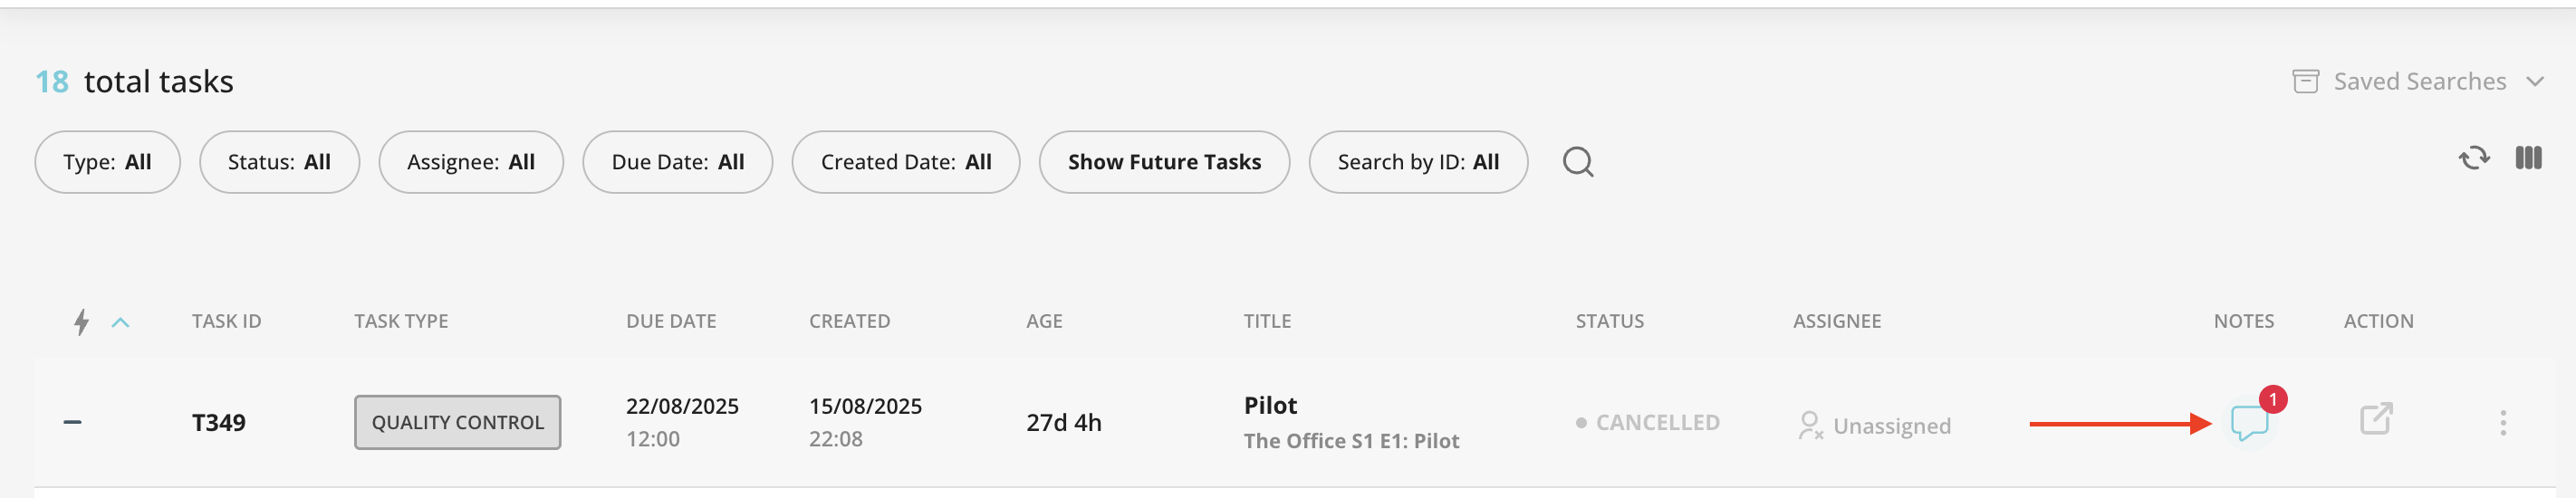 18 total tasks
Saved Searches
Type: All
Status: All
Assignee: All
Due Date: All
Created Date: All
Show Future Tasks
Search by ID: All
TASK ID
TASK TYPE
DUE DATE
CREATED
AGE
TITLE
STATUS
ASSIGNEE
NOTES
ACTION
T349
QUALITY CONTROL
22/08/2025
12:00
15/08/2025
22:08
27d 4h
Pilot
The Office S1 E1: Pilot
CANCELLED
Unassigned
1